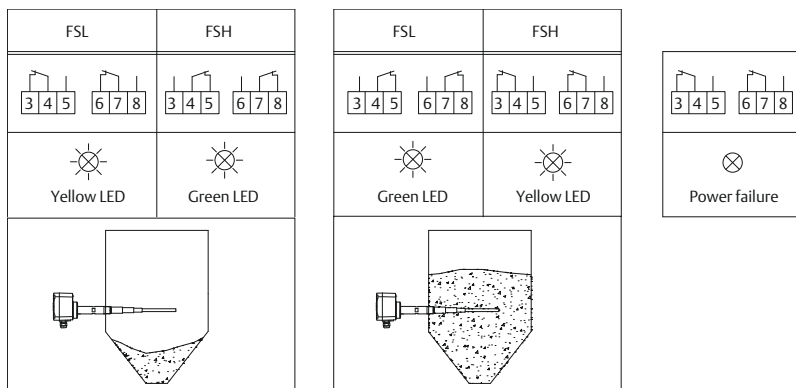 FSL FSH FSL FSH
3 4 5 6 7 8 3 4 5 6 7 8 3 4 5 6 7 8 3 4 5 6 7 8 3 4 5 6 7 8
Yellow LED Green LED Green LED Yellow LED Power failure